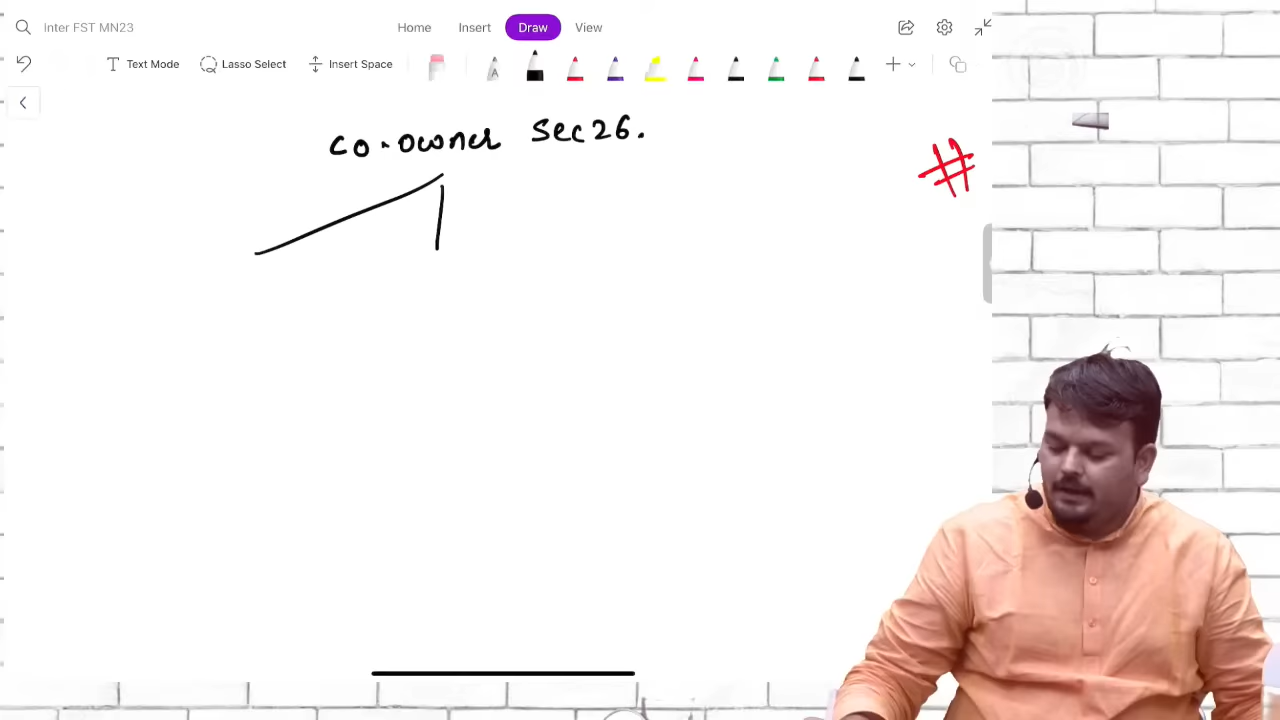 Inter FST MN23
Home Insert Draw View
Text Mode Lasso Select Insert Space
A
Co-owner Sec 26.
#